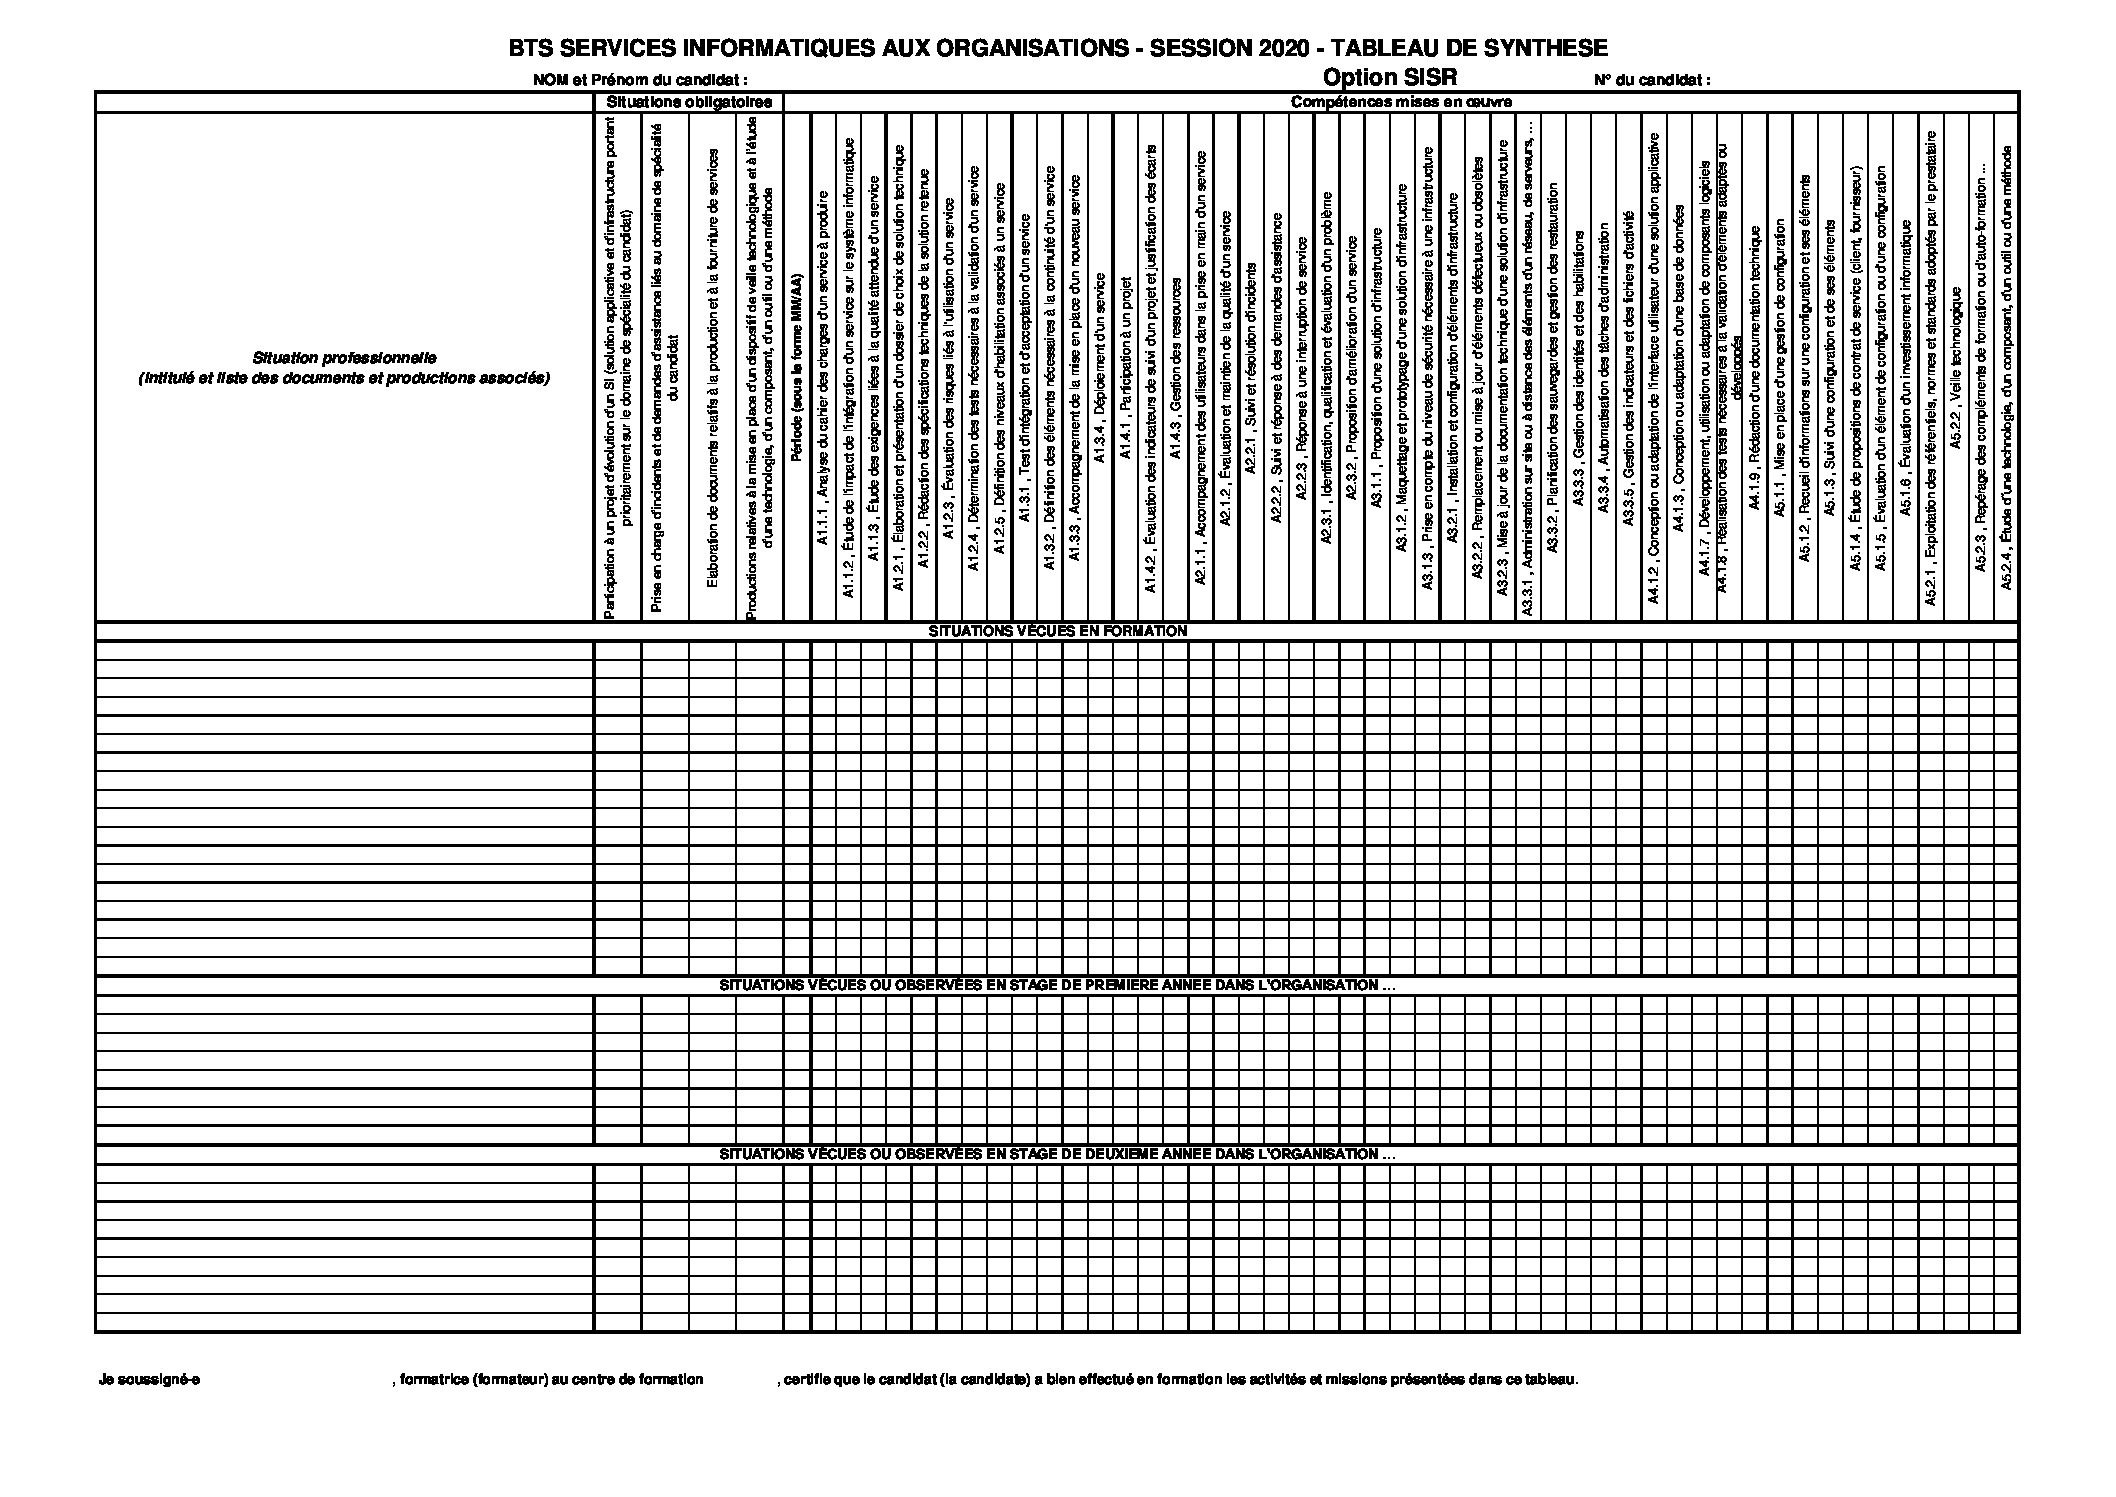 BTS SERVICES INFORMATIQUES AUX ORGANISATIONS - SESSION 2020 - TABLEAU DE SYNTHESE
NOM et Prénom du candidat :
Option SISR
N° du candidat :
Situations obligatoires
Compétences mises en œuvre
Situation professionnelle
(intitulé et liste des documents et productions associés)
Participation à un projet d'évolution d'un SI (solution applicative et d'infrastructure portant
prioritairement sur le domaine de spécialité du candidat)
Prise en charge d'incidents et de demandes d'assistance liés au domaine de spécialité
du candidat
Elaboration de documents relatifs à la production et à la fourniture de services
Productions relatives à la mise en place d'un dispositif de veille technologique et à l'étude
d'une technologie, d'un composant, d'un outil ou d'une méthode
Période (sous la forme MM/AA)
A1.1.1 , Analyse du cahier des charges d'un service à produire
A1.1.2 , Étude de l'impact de l'intégration d'un service sur le système informatique
A1.1.3 , Étude des exigences liées à la qualité attendue d'un service
A1.2.1 , Élaboration et présentation d'un dossier de choix de solution technique
A1.2.2 , Rédaction des spécifications techniques de la solution retenue
A1.2.3 , Évaluation des risques liés à l'utilisation d'un service
A1.2.4 , Détermination des tests nécessaires à la validation d'un service
A1.2.5 , Définition des niveaux d'habilitation associés à un service
A1.3.1 , Test d'intégration et d'acceptation d'un service
A1.3.2 , Définition des éléments nécessaires à la continuité d'un service
A1.3.3 , Accompagnement de la mise en place d'un nouveau service
A1.3.4 , Déploiement d'un service
A1.4.1 , Participation à un projet
A1.4.2 , Évaluation des indicateurs de suivi d'un projet et justification des écarts
A1.4.3 , Gestion des ressources
A2.1.1 , Accompagnement des utilisateurs dans la prise en main d'un service
A2.1.2 , Évaluation et maintien de la qualité d'un service
A2.2.1 , Suivi et résolution d'incidents
A2.2.2 , Suivi et réponse à des demandes d'assistance
A2.2.3 , Réponse à une interruption de service
A2.3.1 , Identification, qualification et évaluation d'un problème
A2.3.2 , Proposition d'amélioration d'un service
A3.1.1 , Proposition d'une solution d'infrastructure
A3.1.2 , Maquettage et prototypage d'une solution d'infrastructure
A3.1.3 , Prise en compte du niveau de sécurité nécessaire à une infrastructure
A3.2.1 , Installation et configuration d'éléments d'infrastructure
A3.2.2 , Remplacement ou mise à jour d'éléments défectueux ou obsolètes
A3.2.3 , Mise à jour de la documentation technique d'une solution d'infrastructure
A3.3.1 , Administration sur site ou à distance des éléments d'un réseau, de serveurs, ...
A3.3.2 , Planification des sauvegardes et gestion des restauration
A3.3.3 , Gestion des identités et des habilitations
A3.3.4 , Automatisation des tâches d'administration
A3.3.5 , Gestion des indicateurs et des fichiers d'activité
A4.1.2 , Conception ou adaptation de l'interface utilisateur d'une solution applicative
A4.1.3 , Conception ou adaptation d'une base de données
A4.1.7 , Développement, utilisation ou adaptation de composants logiciels
A4.1.8 , Réalisation des tests nécessaires à la validation d'éléments adaptés ou
développés
A4.1.9 , Rédaction d'une documentation technique
A5.1.1 , Mise en place d'une gestion de configuration
A5.1.2 , Recueil d'informations sur une configuration et ses éléments
A5.1.3 , Suivi d'une configuration et de ses éléments
A5.1.4 , Étude de propositions de contrat de service (client, fournisseur)
A5.1.5 , Évaluation d'un élément de configuration ou d'une configuration
A5.1.6 , Évaluation d'un investissement informatique
A5.2.1 , Exploitation des référentiels, normes et standards adoptés par le prestataire
A5.2.2 , Veille technologique
A5.2.3 , Repérage des compléments de formation ou d'auto-formation ...
A5.2.4 , Étude d'une technologie, d'un composant, d'un outil ou d'une méthode
SITUATIONS VÉCUES EN FORMATION
SITUATIONS VÉCUES OU OBSERVÉES EN STAGE DE PREMIERE ANNEE DANS L'ORGANISATION ...
SITUATIONS VÉCUES OU OBSERVÉES EN STAGE DE DEUXIEME ANNEE DANS L'ORGANISATION ...
Je soussigné-e , formatrice (formateur) au centre de formation , certifie que le candidat (la candidate) a bien effectué en formation les activités et missions présentées dans ce tableau.